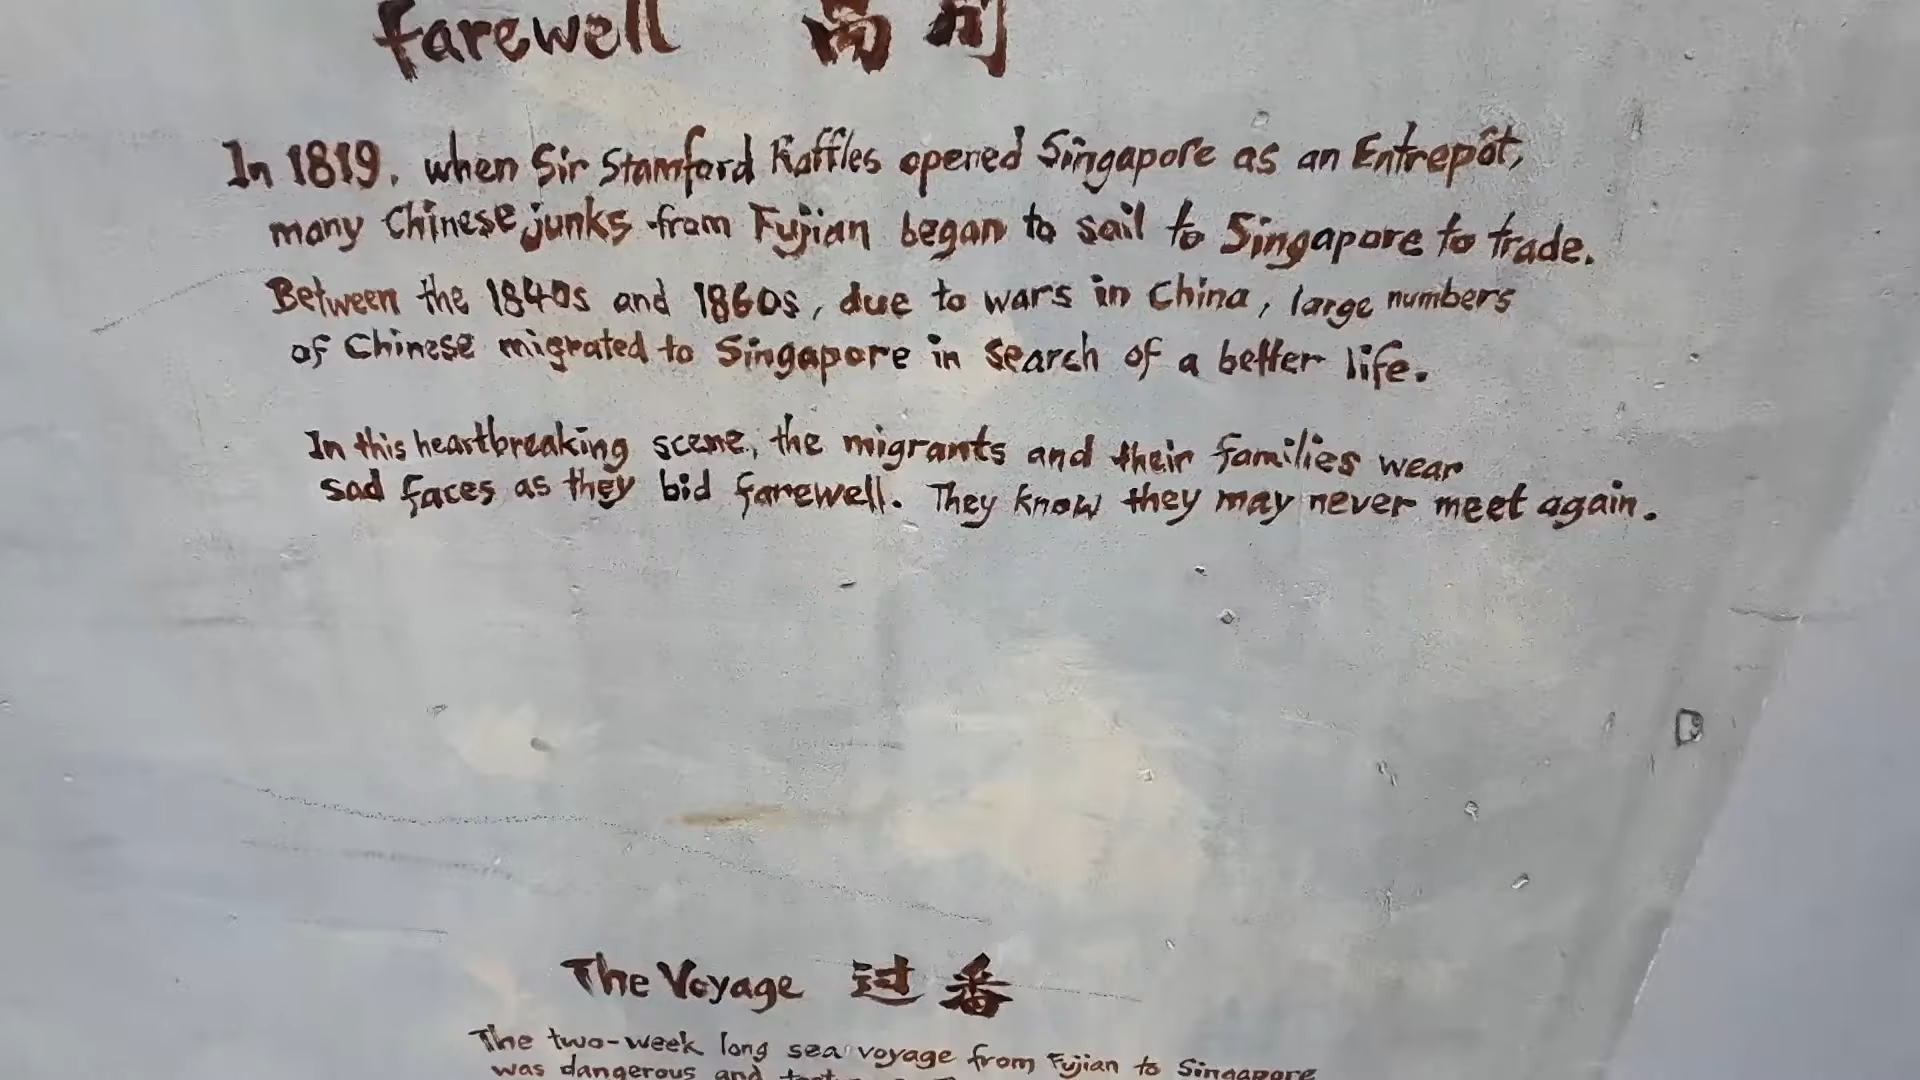 farewell 离别
In 1819, when Sir Stamford Raffles opened Singapore as an Entrepôt,
many Chinese junks from Fujian began to sail to Singapore to trade.
Between the 1840s and 1860s, due to wars in China, large numbers
of Chinese migrated to Singapore in search of a better life.
In this heartbreaking scene, the migrants and their families wear
sad faces as they bid farewell. They know they may never meet again.
The Voyage 过番
The two-week long sea voyage from Fujian to Singapore
was dangerous and